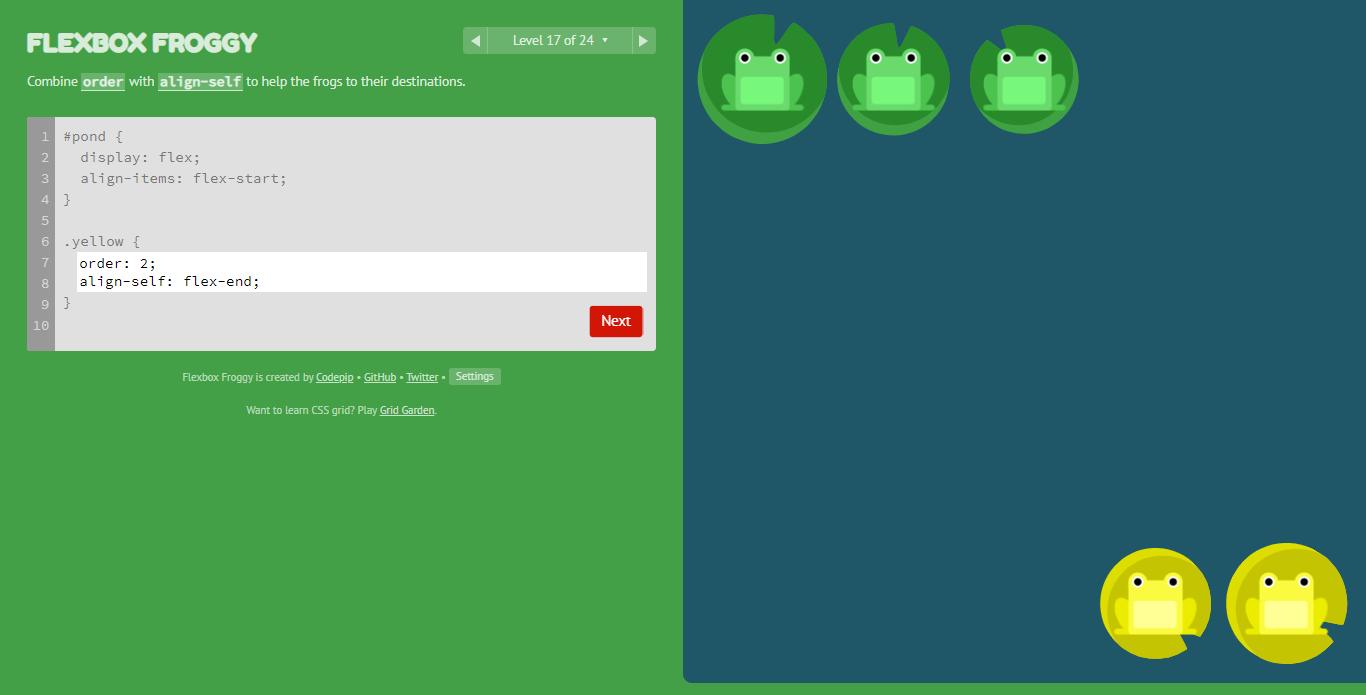 FLEXBOX FROGGY
◀ Level 17 of 24 ▼ ▶
Combine order with align-self to help the frogs to their destinations.
1 #pond {
2 display: flex;
3 align-items: flex-start;
4 }
5
6 .yellow {
7 order: 2;
8 align-self: flex-end;
9 }
10
Next
Flexbox Froggy is created by Codepip • GitHub • Twitter • Settings
Want to learn CSS grid? Play Grid Garden.